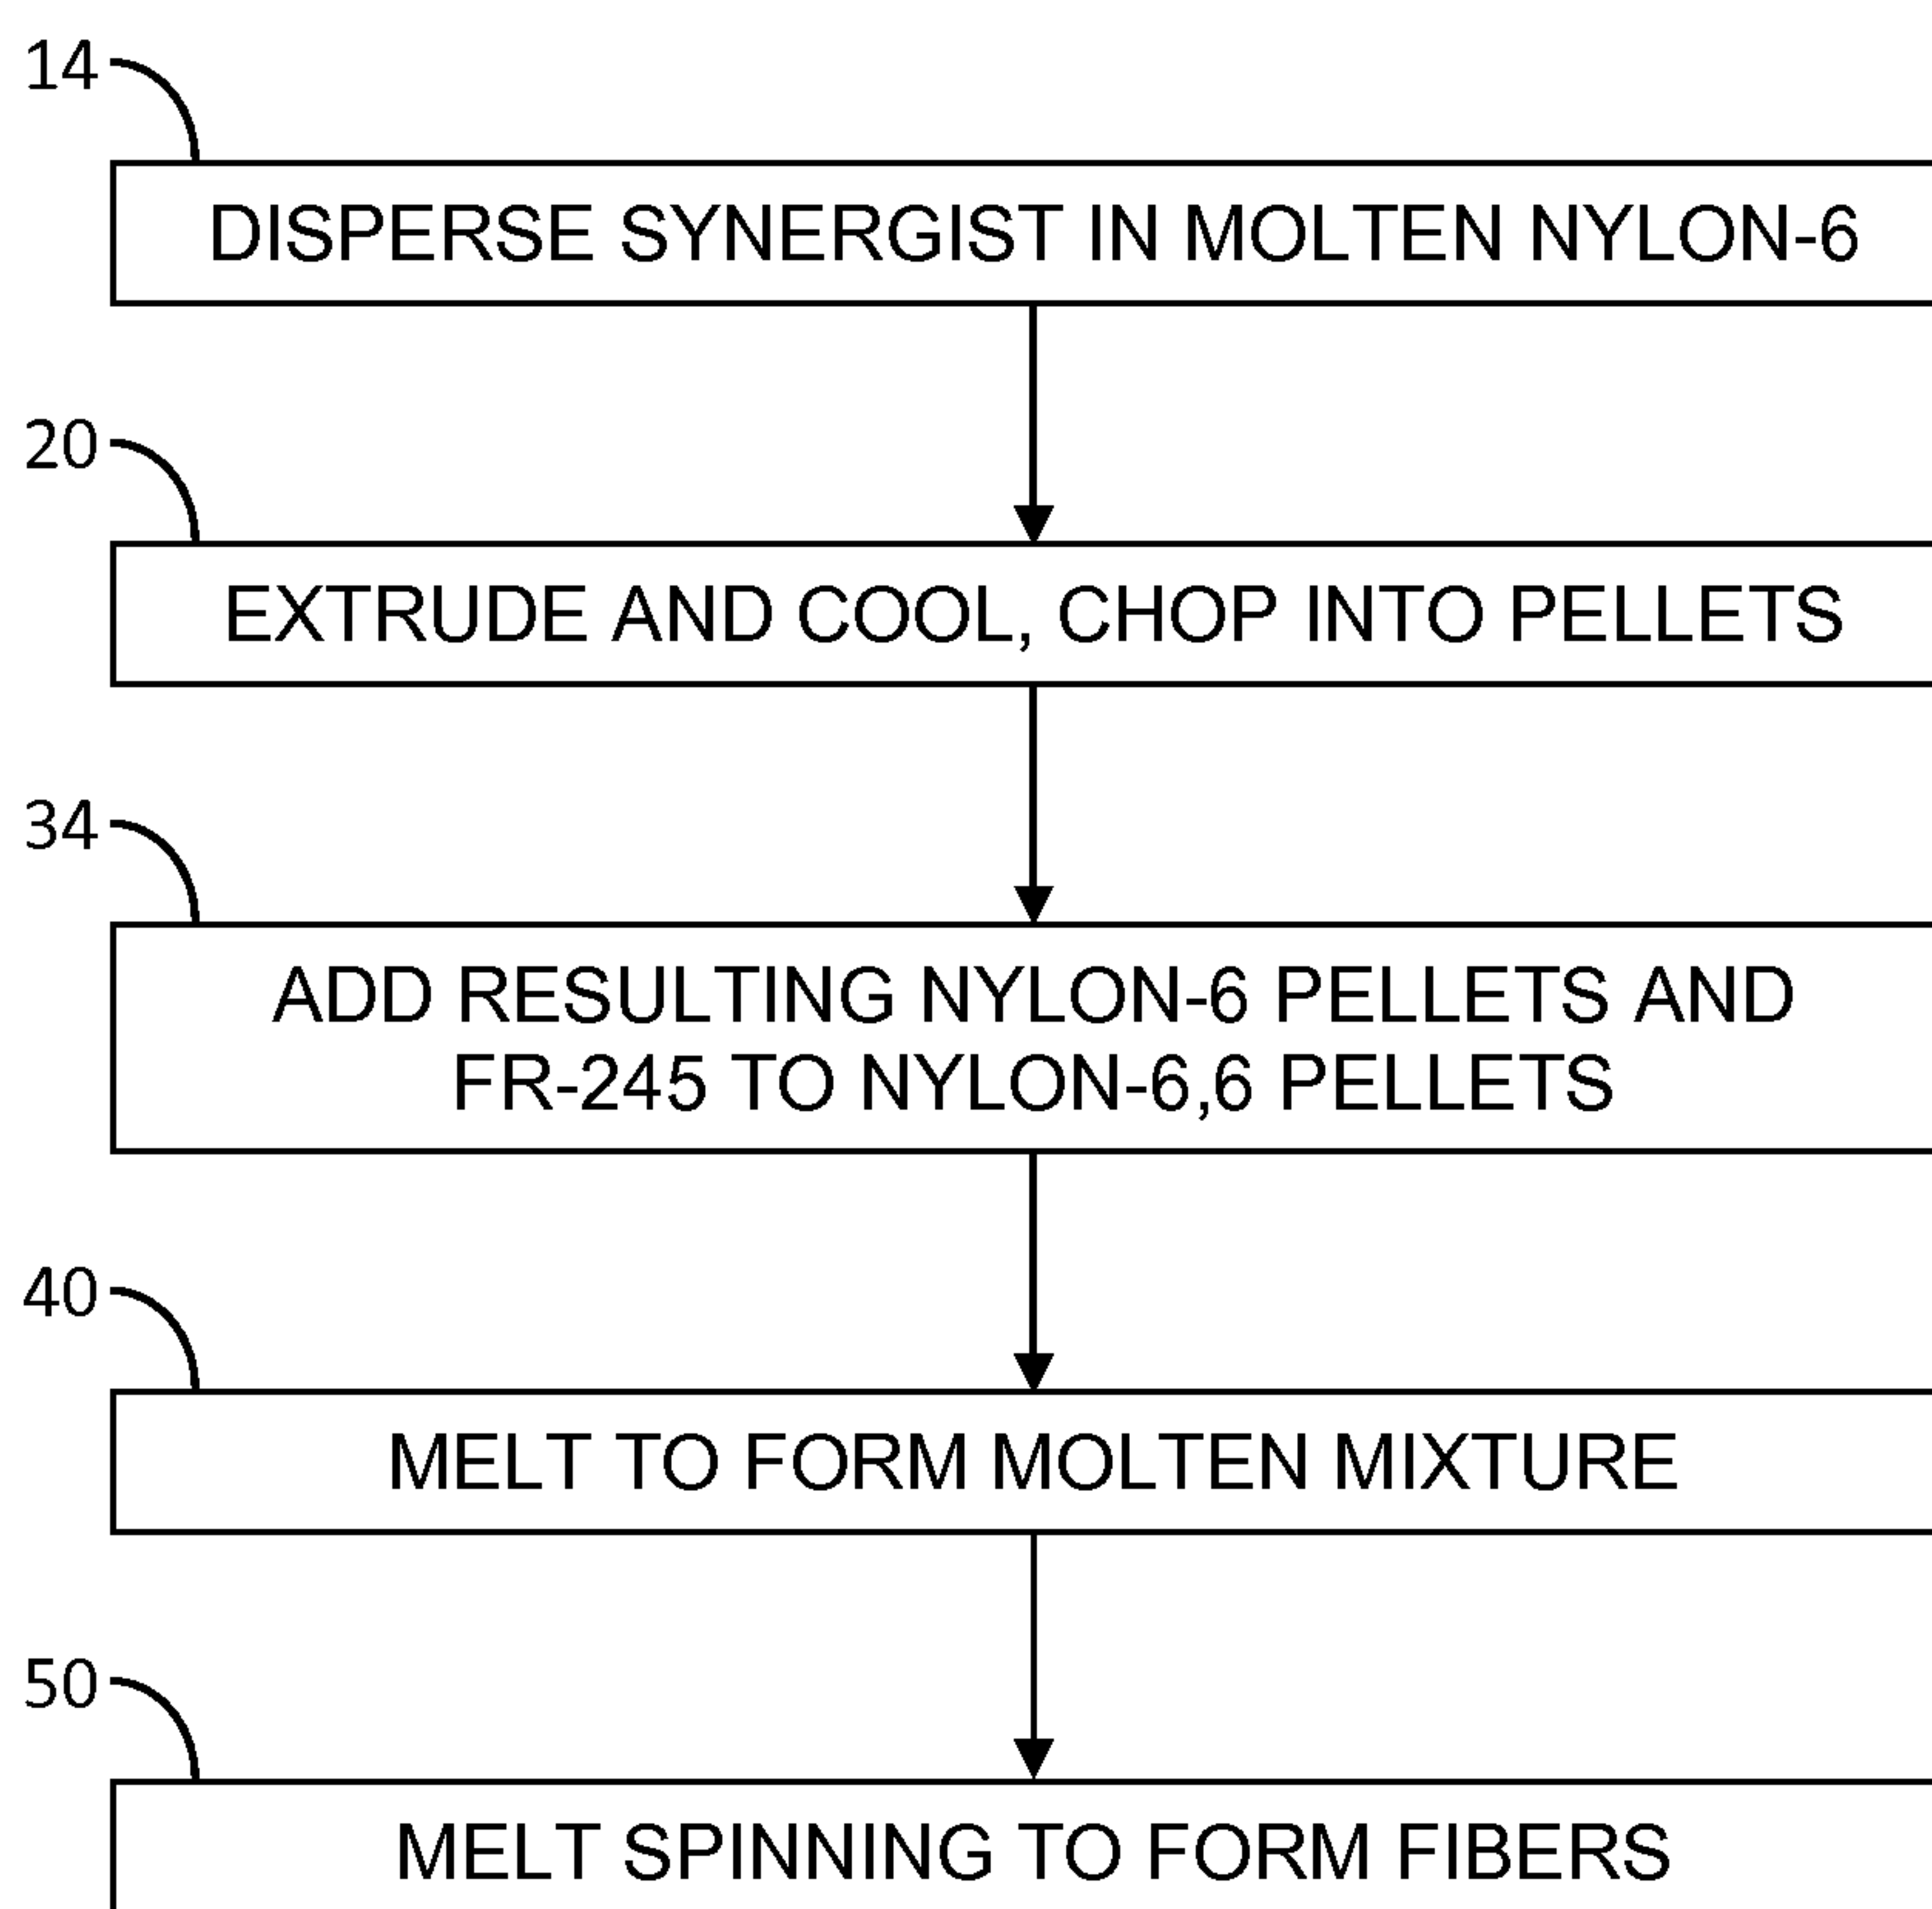 14
DISPERSE SYNERGIST IN MOLTEN NYLON-6
20
EXTRUDE AND COOL, CHOP INTO PELLETS
34
ADD RESULTING NYLON-6 PELLETS AND
FR-245 TO NYLON-6,6 PELLETS
40
MELT TO FORM MOLTEN MIXTURE
50
MELT SPINNING TO FORM FIBERS